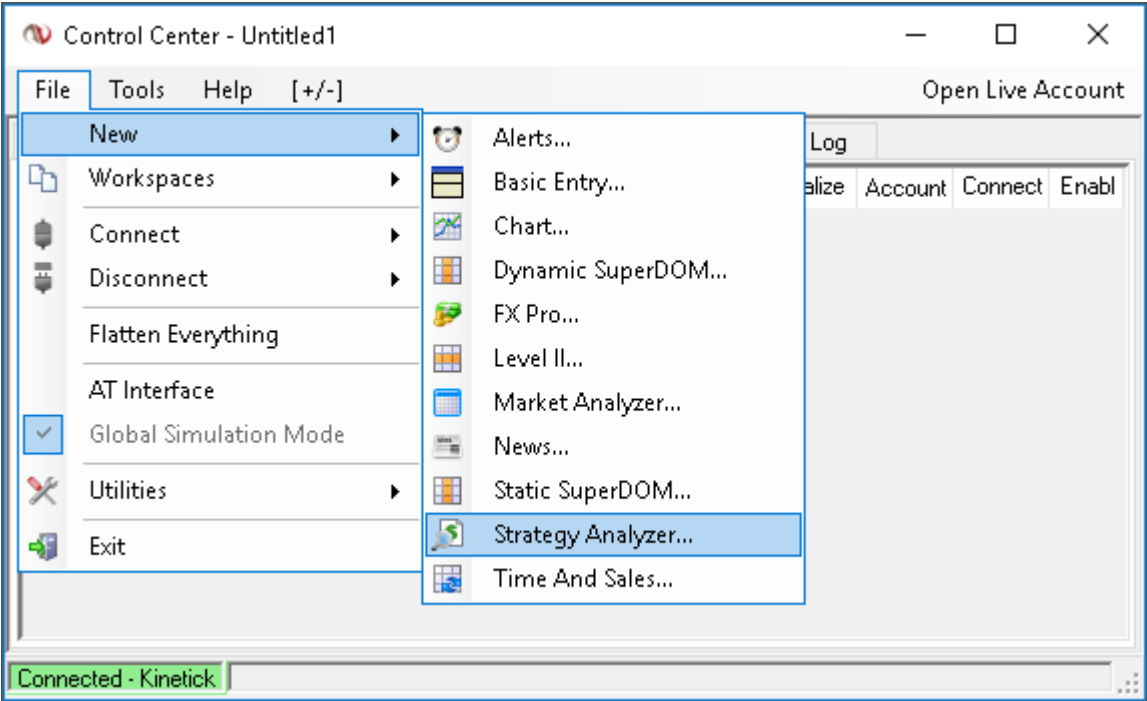 Control Center - Untitled1
File Tools Help [+/-] Open Live Account
New
Workspaces
Connect
Disconnect
Flatten Everything
AT Interface
Global Simulation Mode
Utilities
Exit
Alerts...
Basic Entry...
Chart...
Dynamic SuperDOM...
FX Pro...
Level II...
Market Analyzer...
News...
Static SuperDOM...
Strategy Analyzer...
Time And Sales...
Log
alize Account Connect Enabl
Connected - Kinetick